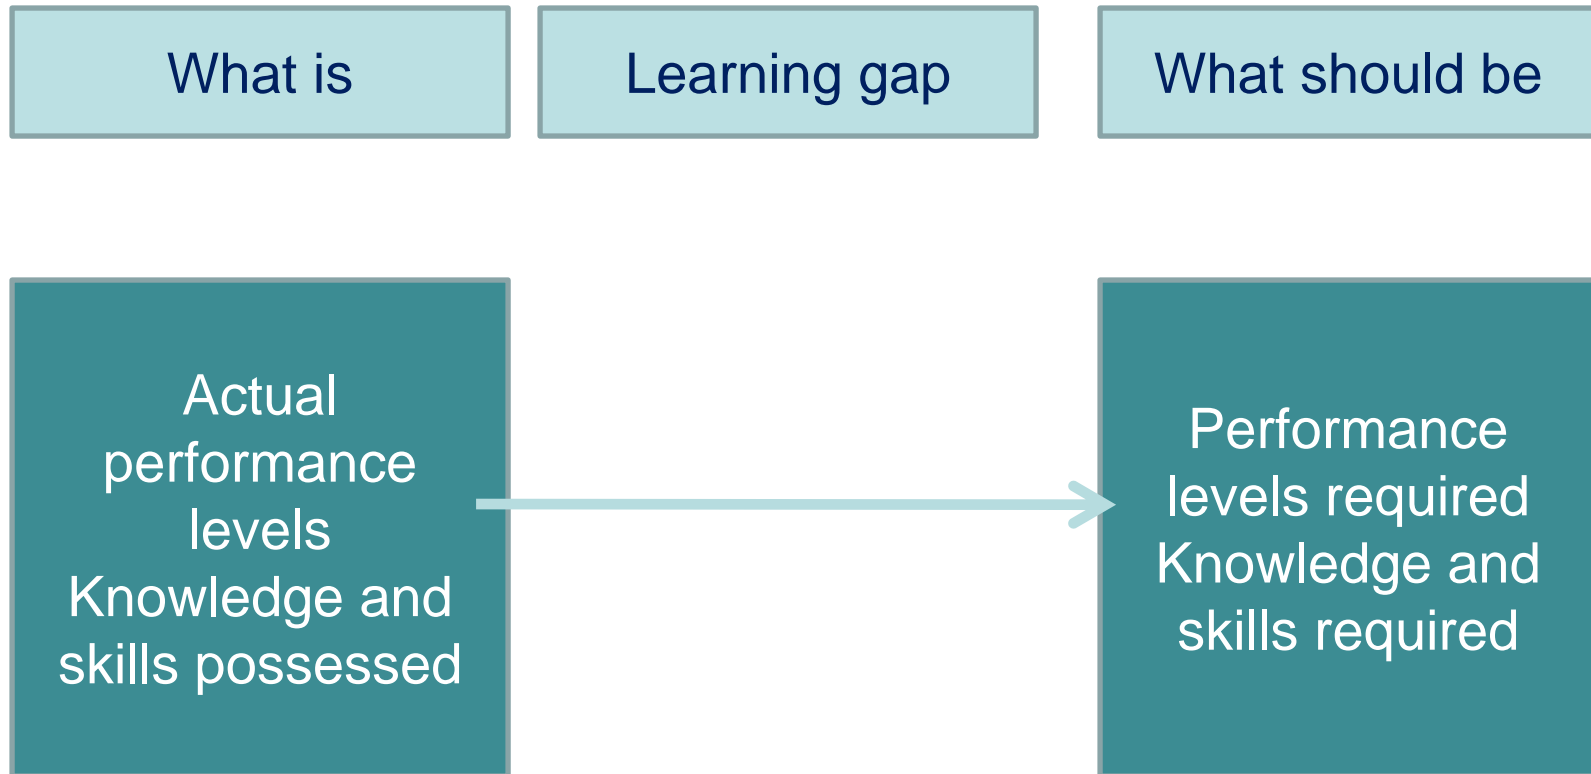 What is
Learning gap
What should be
Actual
performance
levels
Knowledge and
skills possessed
Performance
levels required
Knowledge and
skills required